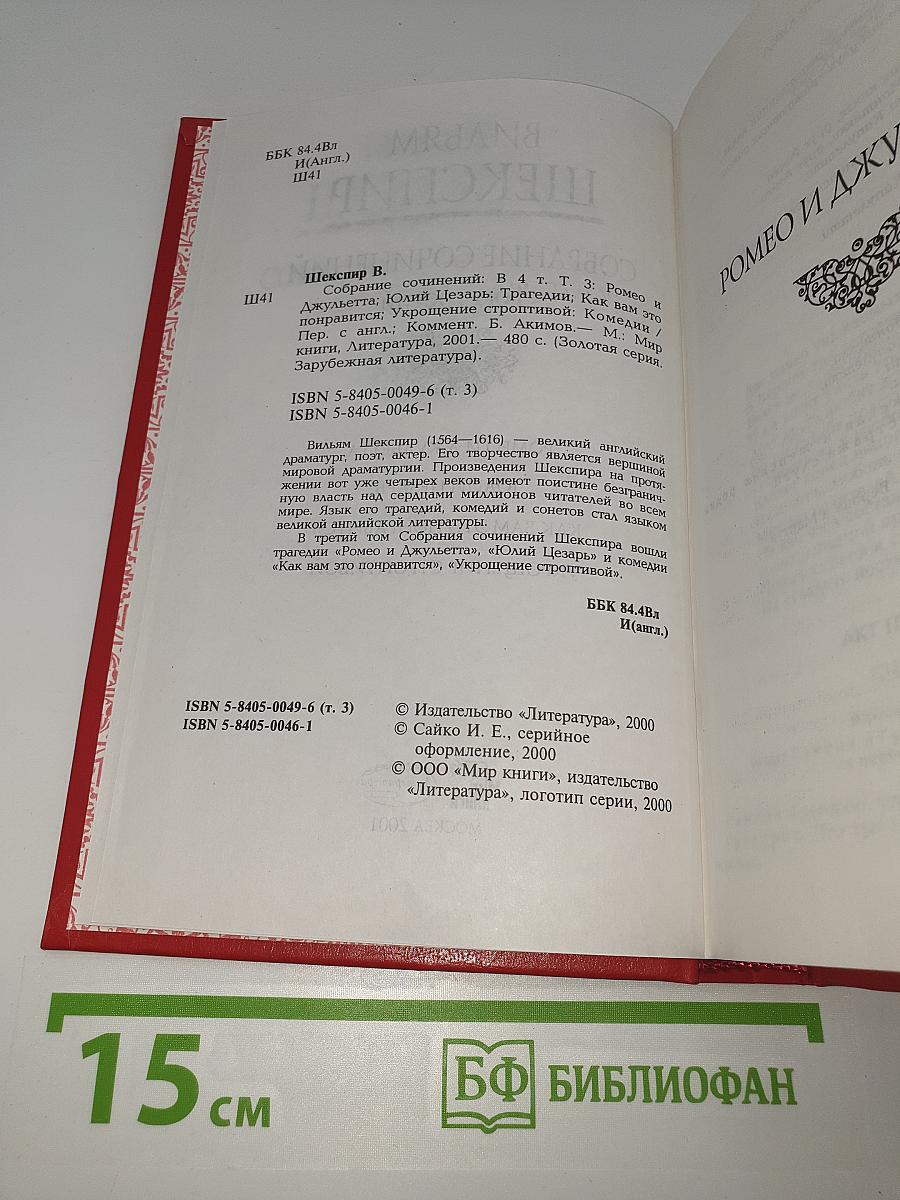 ББК 84.4Вл
И(Англ.)
Ш41
Шекспир В.
Ш41
Собрание сочинений: В 4 т. Т. 3: Ромео и
Джульетта; Юлий Цезарь: Трагедии; Как вам это
понравится; Укрощение строптивой: Комедии /
Пер. с англ.; Коммент. Б. Акимов.— М.: Мир
книги, Литература, 2001.— 480 с. (Золотая серия.
Зарубежная литература).
ISBN 5-8405-0049-6 (т. 3)
ISBN 5-8405-0046-1
Вильям Шекспир (1564—1616) — великий английский
драматург, поэт, актер. Его творчество является вершиной
мировой драматургии. Произведения Шекспира на протя-
жении вот уже четырех веков имеют поистине безгранич-
ную власть над сердцами миллионов читателей во всем
мире. Язык его трагедий, комедий и сонетов стал языком
великой английской литературы.
В третий том Собрания сочинений Шекспира вошли
трагедии «Ромео и Джульетта», «Юлий Цезарь» и комедии
«Как вам это понравится», «Укрощение строптивой».
ББК 84.4Вл
И(англ.)
ISBN 5-8405-0049-6 (т. 3)
ISBN 5-8405-0046-1
© Издательство «Литература», 2000
© Сайко И. Е., серийное
оформление, 2000
© ООО «Мир книги», издательство
«Литература», логотип серии, 2000
РОМЕО И ДЖУ
15 см
БФ БИБЛИОФАН